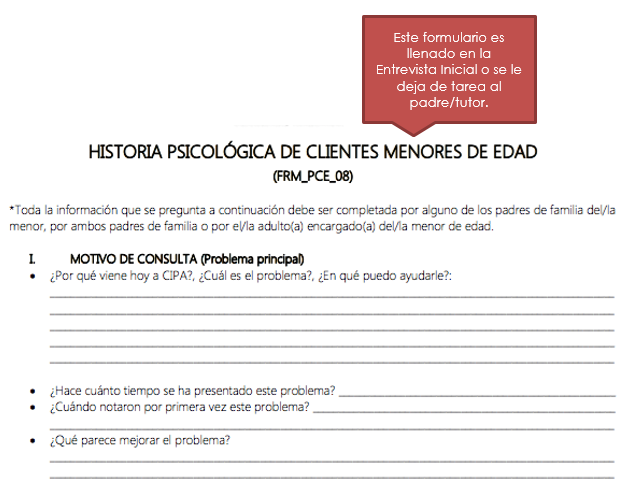 Este formulario es
llenado en la
Entrevista Inicial o se le
deja de tarea al
padre/tutor.
HISTORIA PSICOLÓGICA DE CLIENTES MENORES DE EDAD
(FRM_PCE_08)
*Toda la información que se pregunta a continuación debe ser completada por alguno de los padres de familia del/la
menor, por ambos padres de familia o por el/la adulto(a) encargado(a) del/la menor de edad.
I. MOTIVO DE CONSULTA (Problema principal)
• ¿Por qué viene hoy a CIPA?, ¿Cuál es el problema?, ¿En qué puedo ayudarle?:
• ¿Hace cuánto tiempo se ha presentado este problema?
• ¿Cuándo notaron por primera vez este problema?
• ¿Qué parece mejorar el problema?